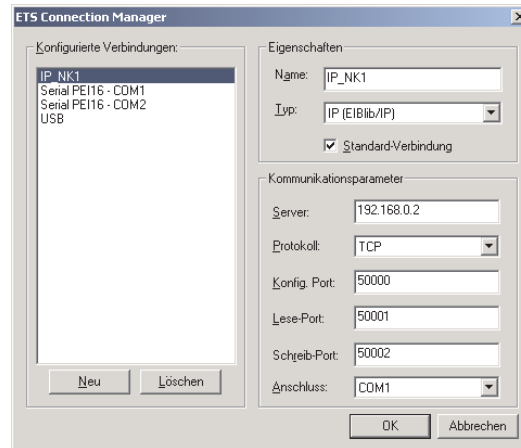 ETS Connection Manager
Konfigurierte Verbindungen:
IP_NK1
Serial PEI16 - COM1
Serial PEI16 - COM2
USB
Neu
Löschen
Eigenschaften
Name: IP_NK1
Typ: IP (EIBlib/IP)
Standard-Verbindung
Kommunikationsparameter
Server: 192.168.0.2
Protokoll: TCP
Konfig. Port: 50000
Lese-Port: 50001
Schreib-Port: 50002
Anschluss: COM1
OK
Abbrechen